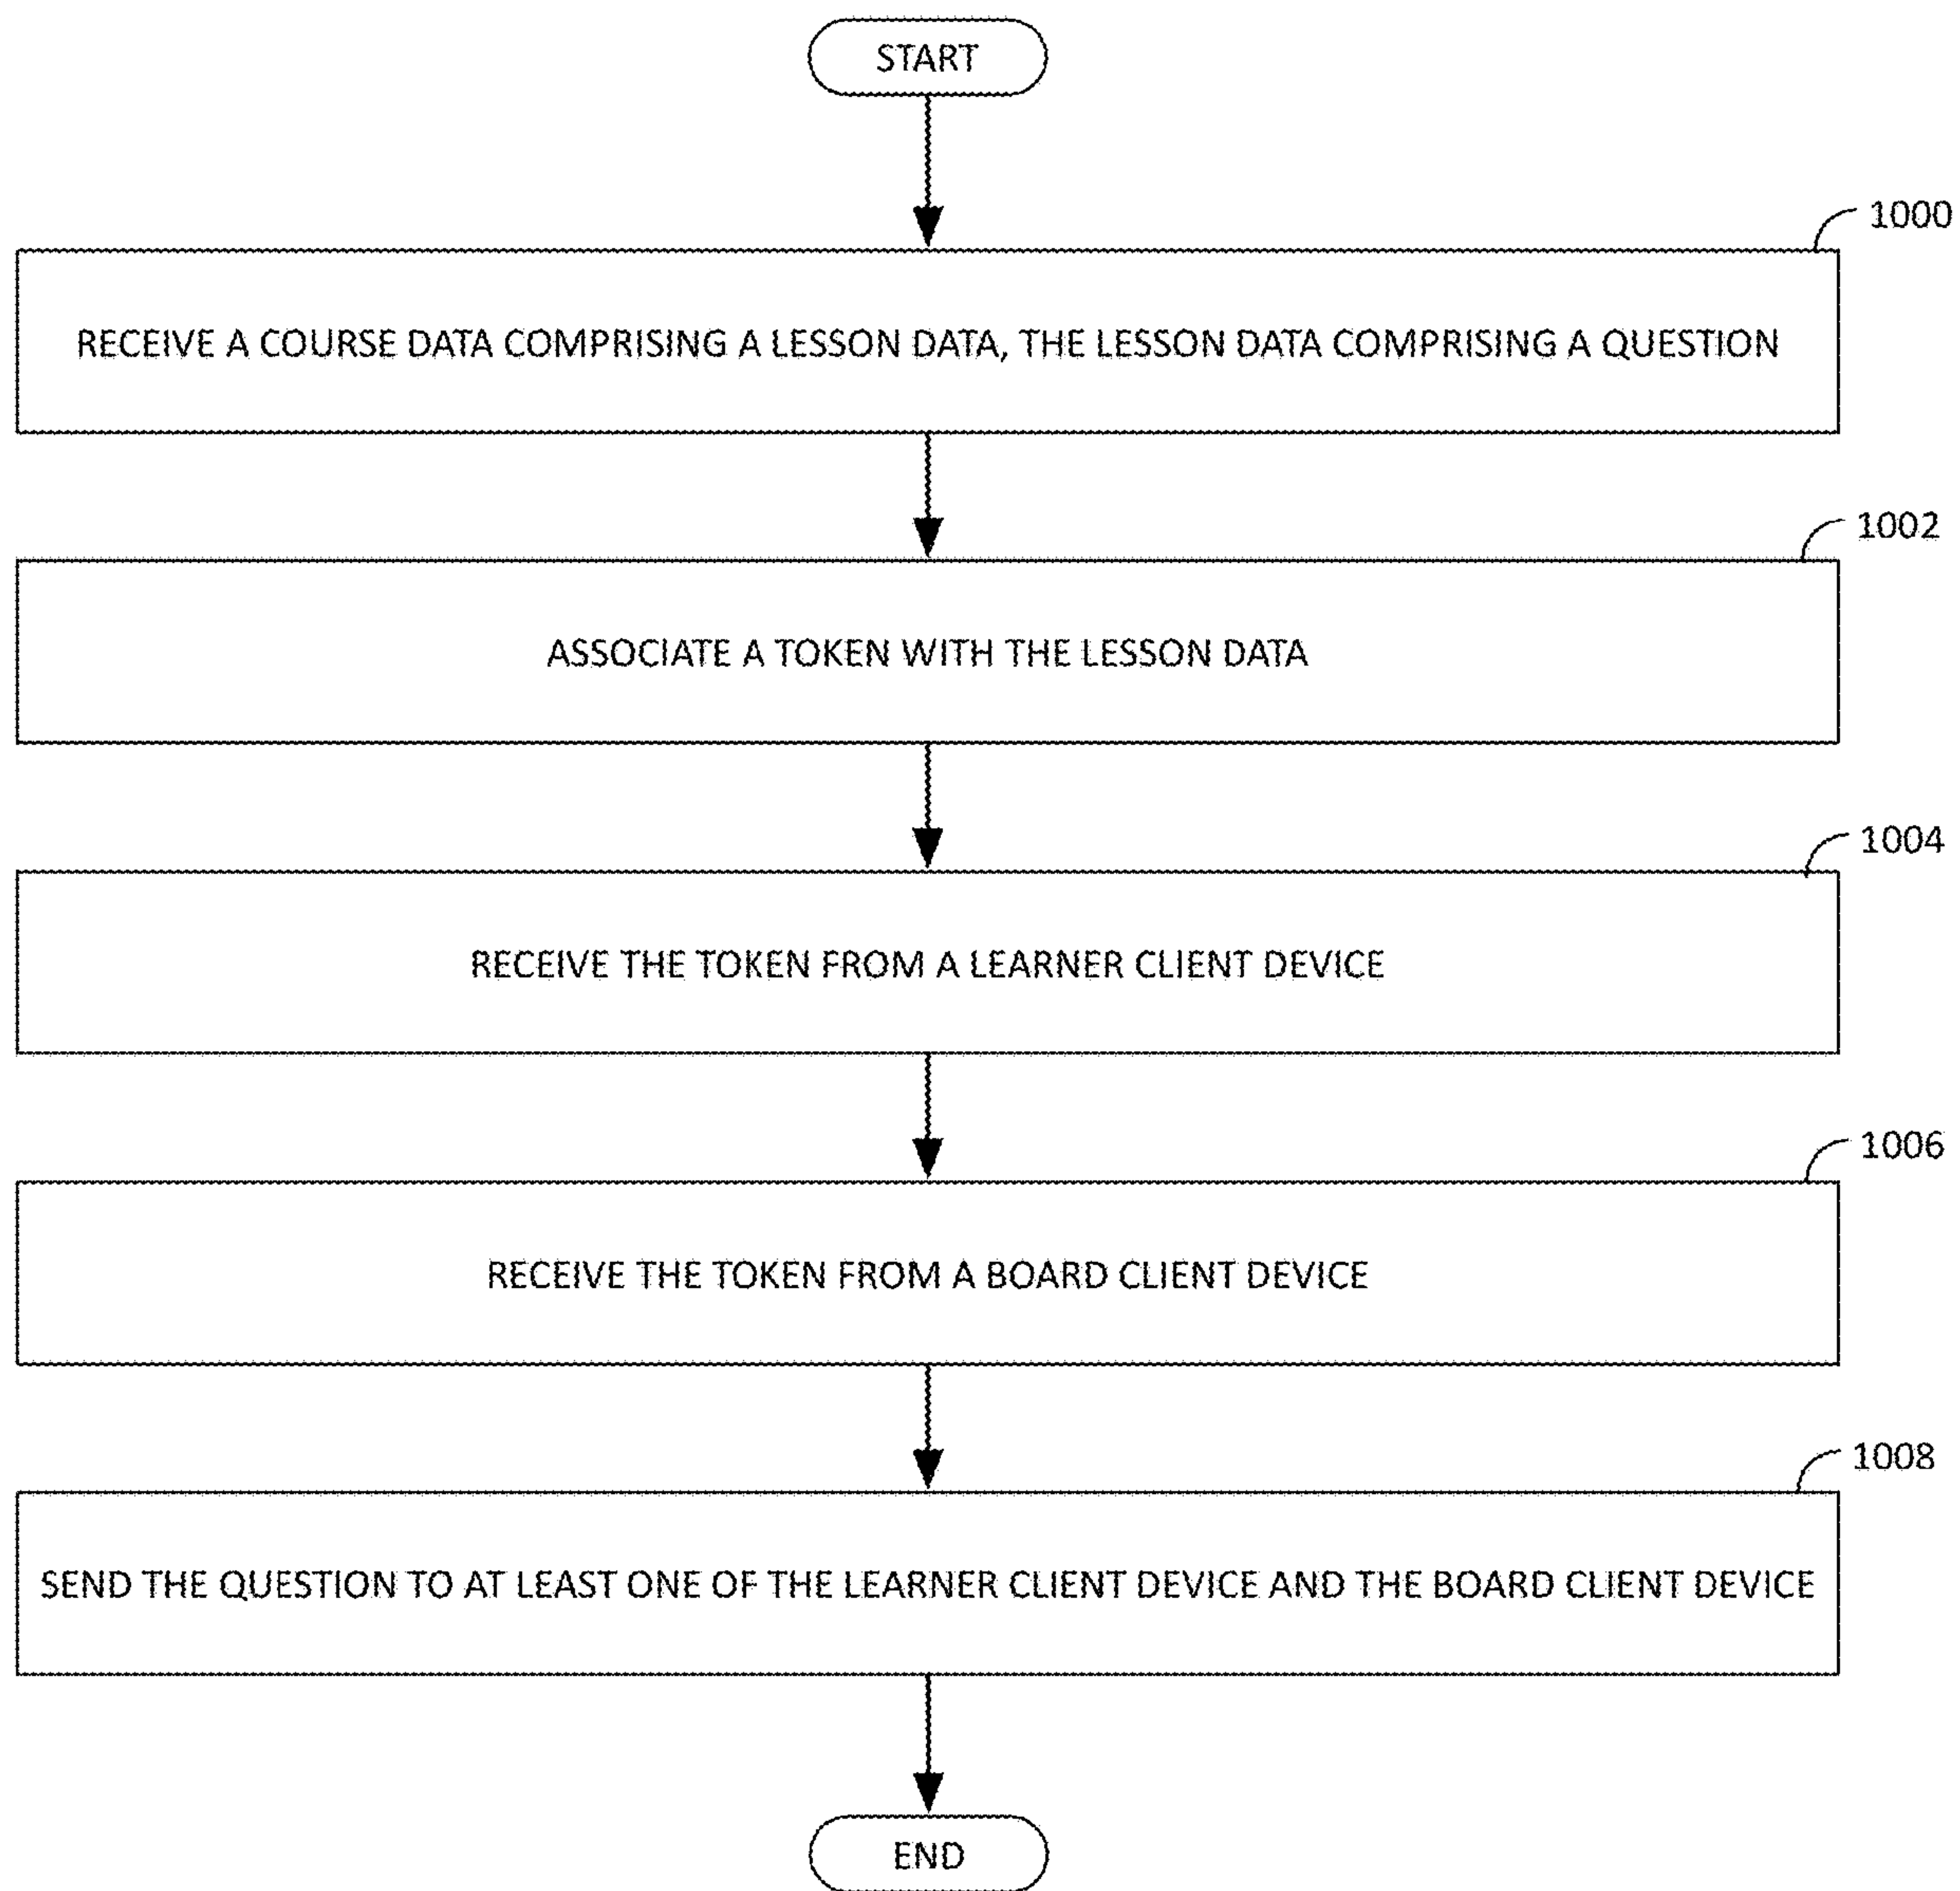 START
1000
RECEIVE A COURSE DATA COMPRISING A LESSON DATA, THE LESSON DATA COMPRISING A QUESTION
1002
ASSOCIATE A TOKEN WITH THE LESSON DATA
1004
RECEIVE THE TOKEN FROM A LEARNER CLIENT DEVICE
1006
RECEIVE THE TOKEN FROM A BOARD CLIENT DEVICE
1008
SEND THE QUESTION TO AT LEAST ONE OF THE LEARNER CLIENT DEVICE AND THE BOARD CLIENT DEVICE
END